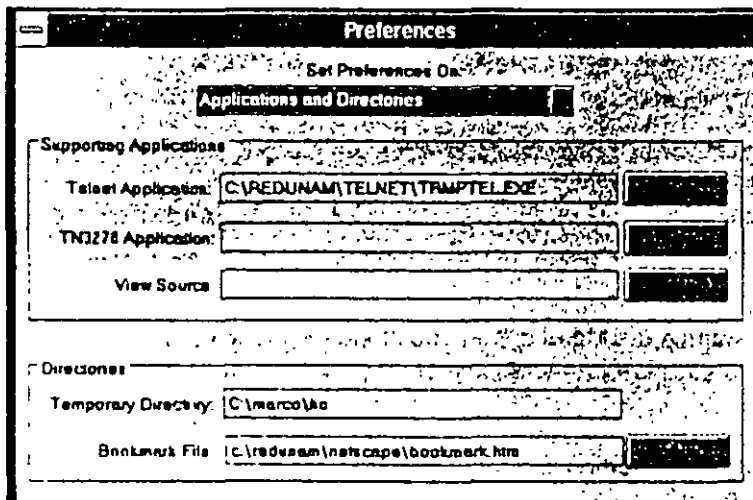 Preferences
Set Preferences On:
Applications and Directories
Supporting Applications
Telnet Application: C:\REDUNAM\TELNET\TRMPTEL.EXE
TN3270 Application:
View Source
Directories
Temporary Directory: C:\marco\ko
Bookmark File c:\redunam\netscape\bookmark.htm